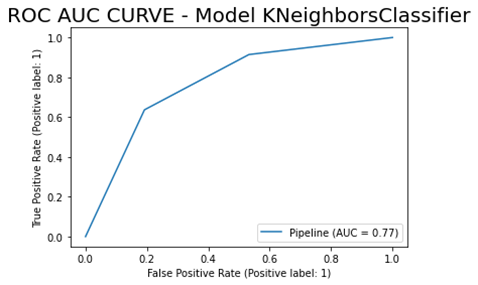 ROC AUC CURVE - Model KNeighborsClassifier
True Positive Rate (Positive label: 1)
1.0
0.8
0.6
0.4
0.2
0.0
Pipeline (AUC = 0.77)
0.0 0.2 0.4 0.6 0.8 1.0
False Positive Rate (Positive label: 1)